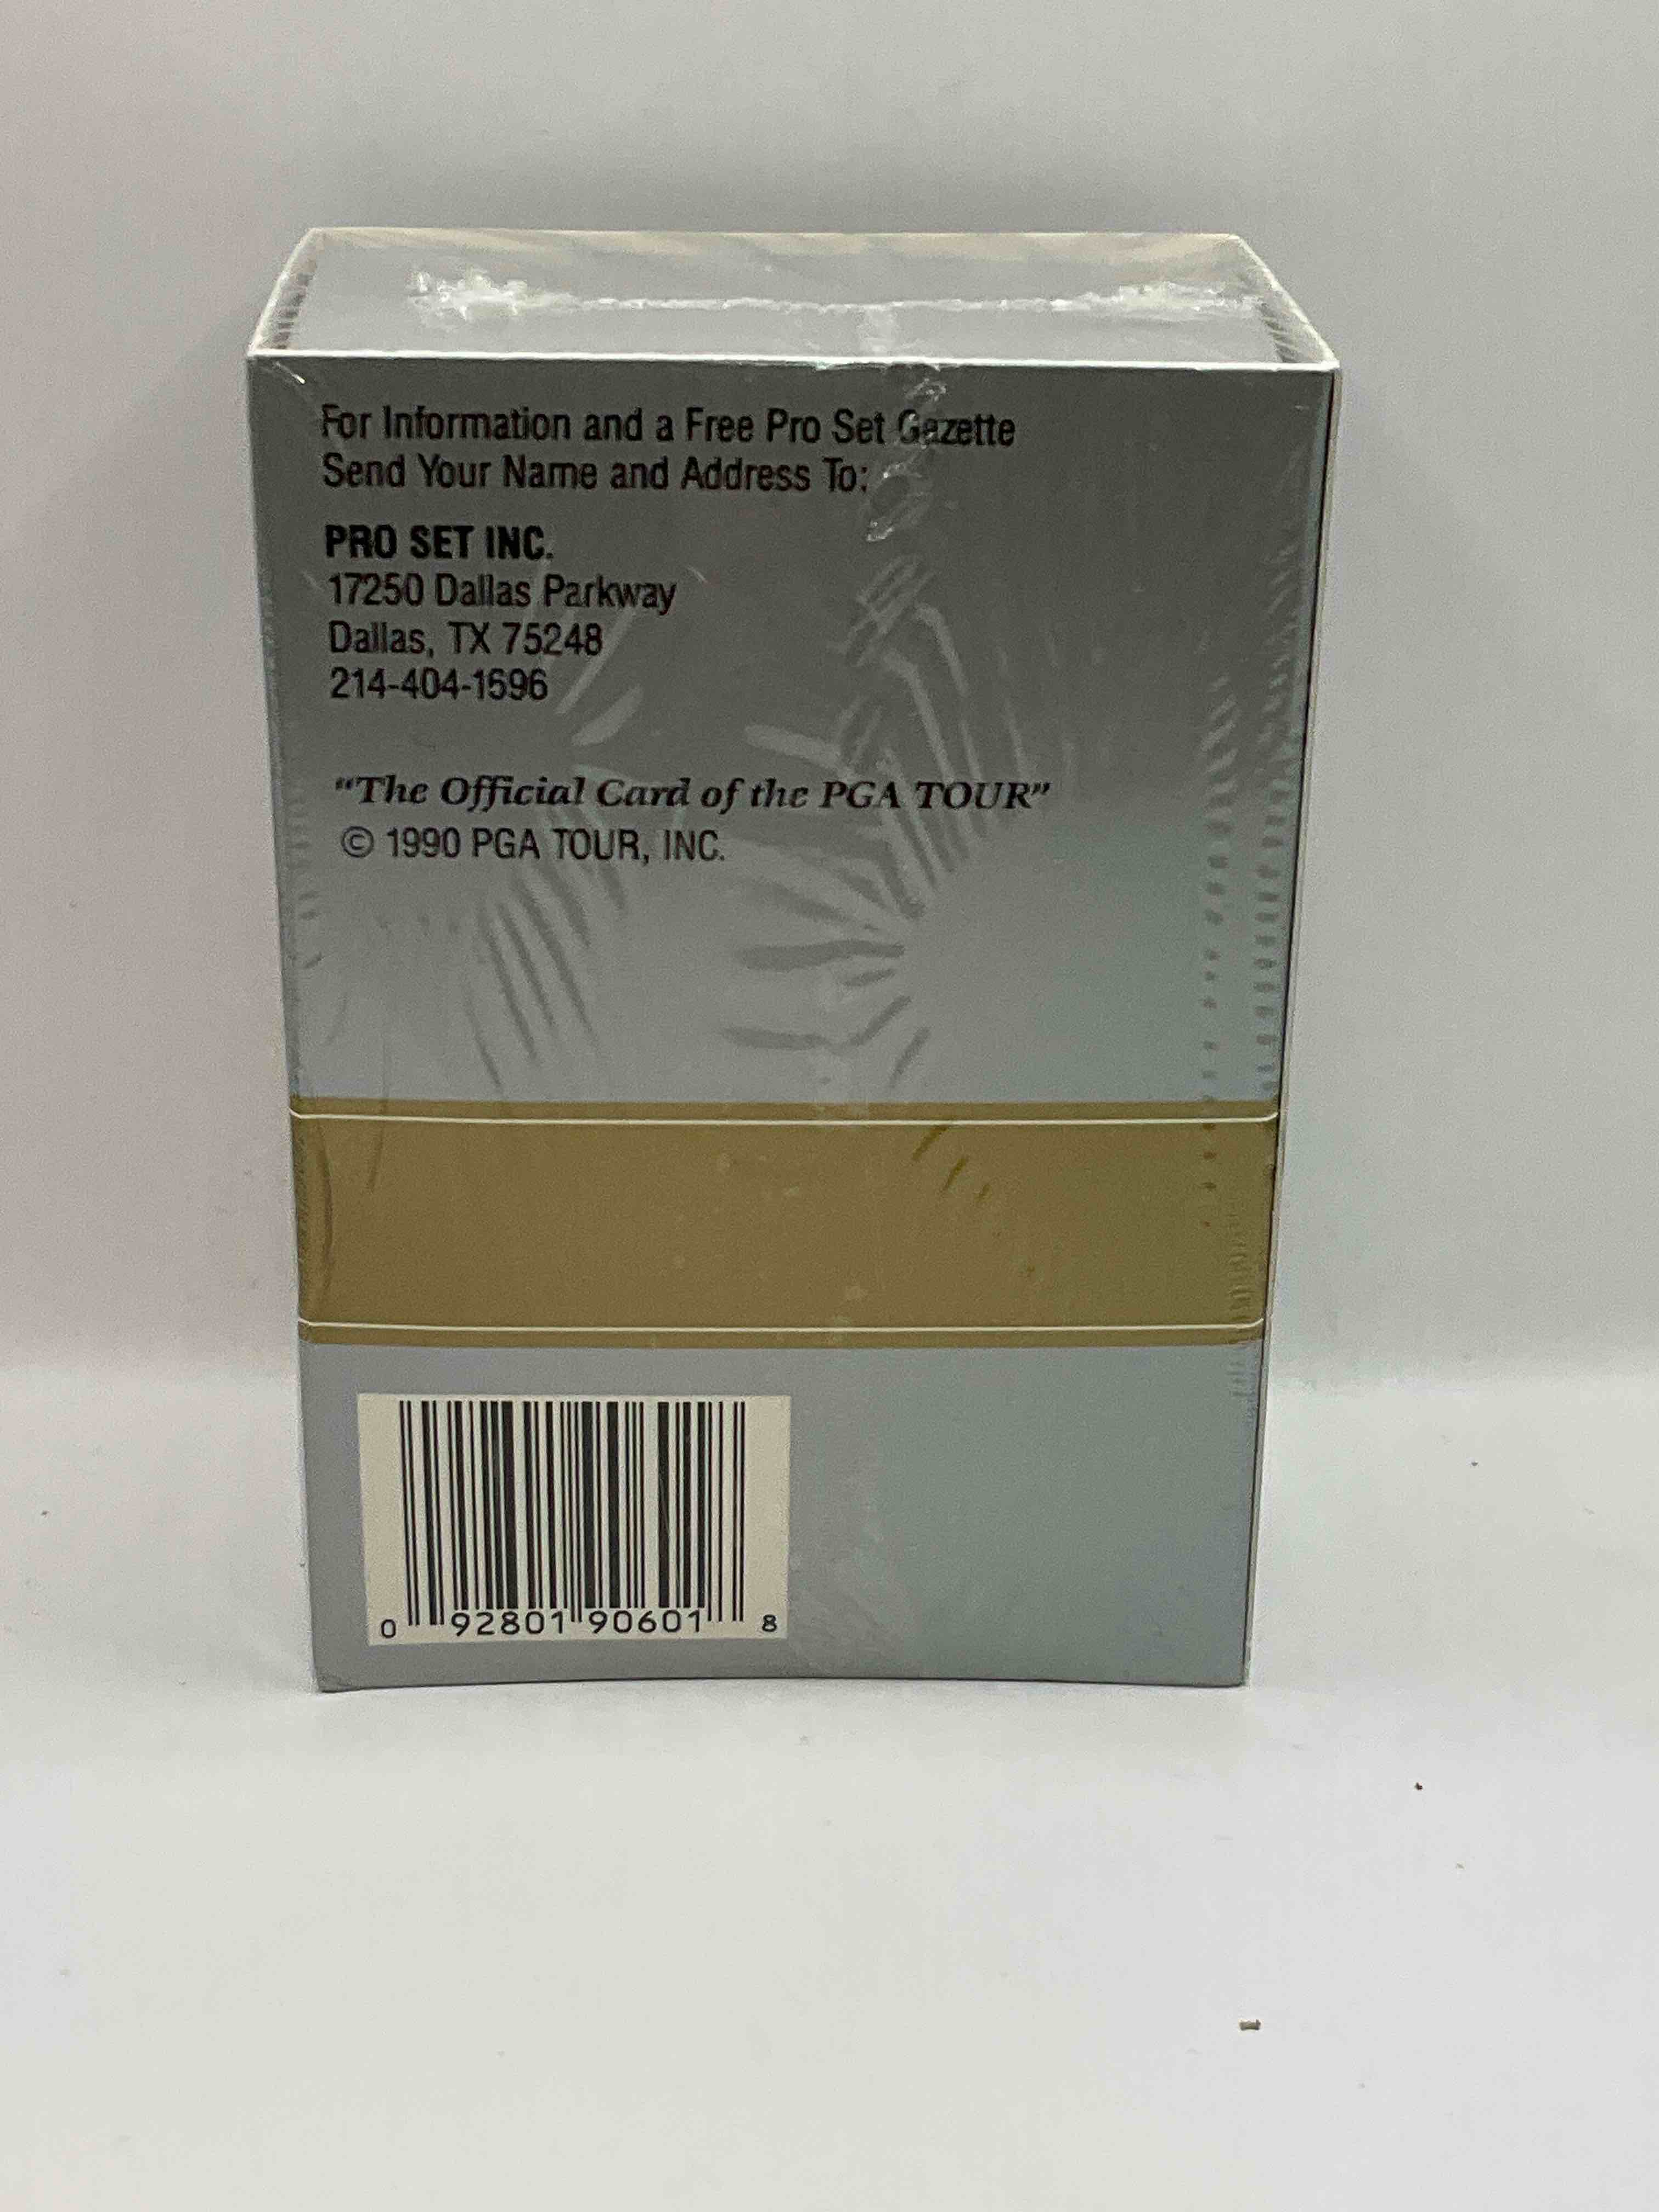 For Information and a Free Pro Set Gazette
Send Your Name and Address To:
PRO SET INC.
17250 Dallas Parkway
Dallas, TX 75248
214-404-1696
"The Official Card of the PGA TOUR"
© 1990 PGA TOUR, INC.
0 92801 90601 8